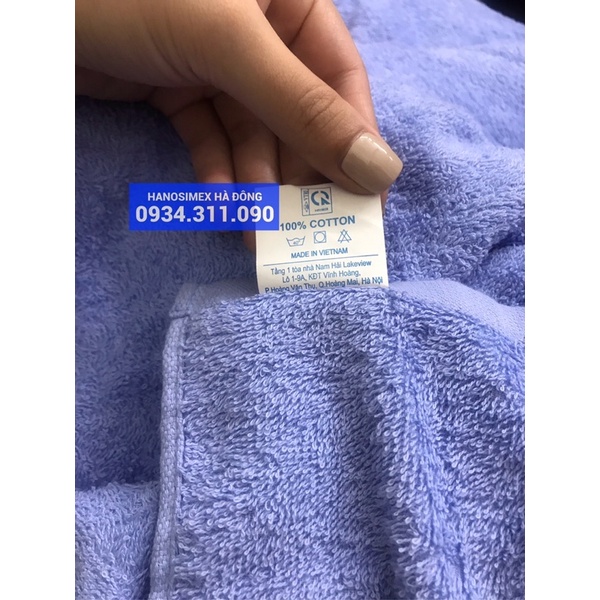 HANOSIMEX HÀ ĐÔNG
0934.311.090
100% COTTON
MADE IN VIETNAM
Tầng 1 tòa nhà Nam Hải Lakeview
Lô 1-9A, KĐT Vĩnh Hoàng,
P.Hoàng Văn Thụ, Q.Hoàng Mai, Hà Nội